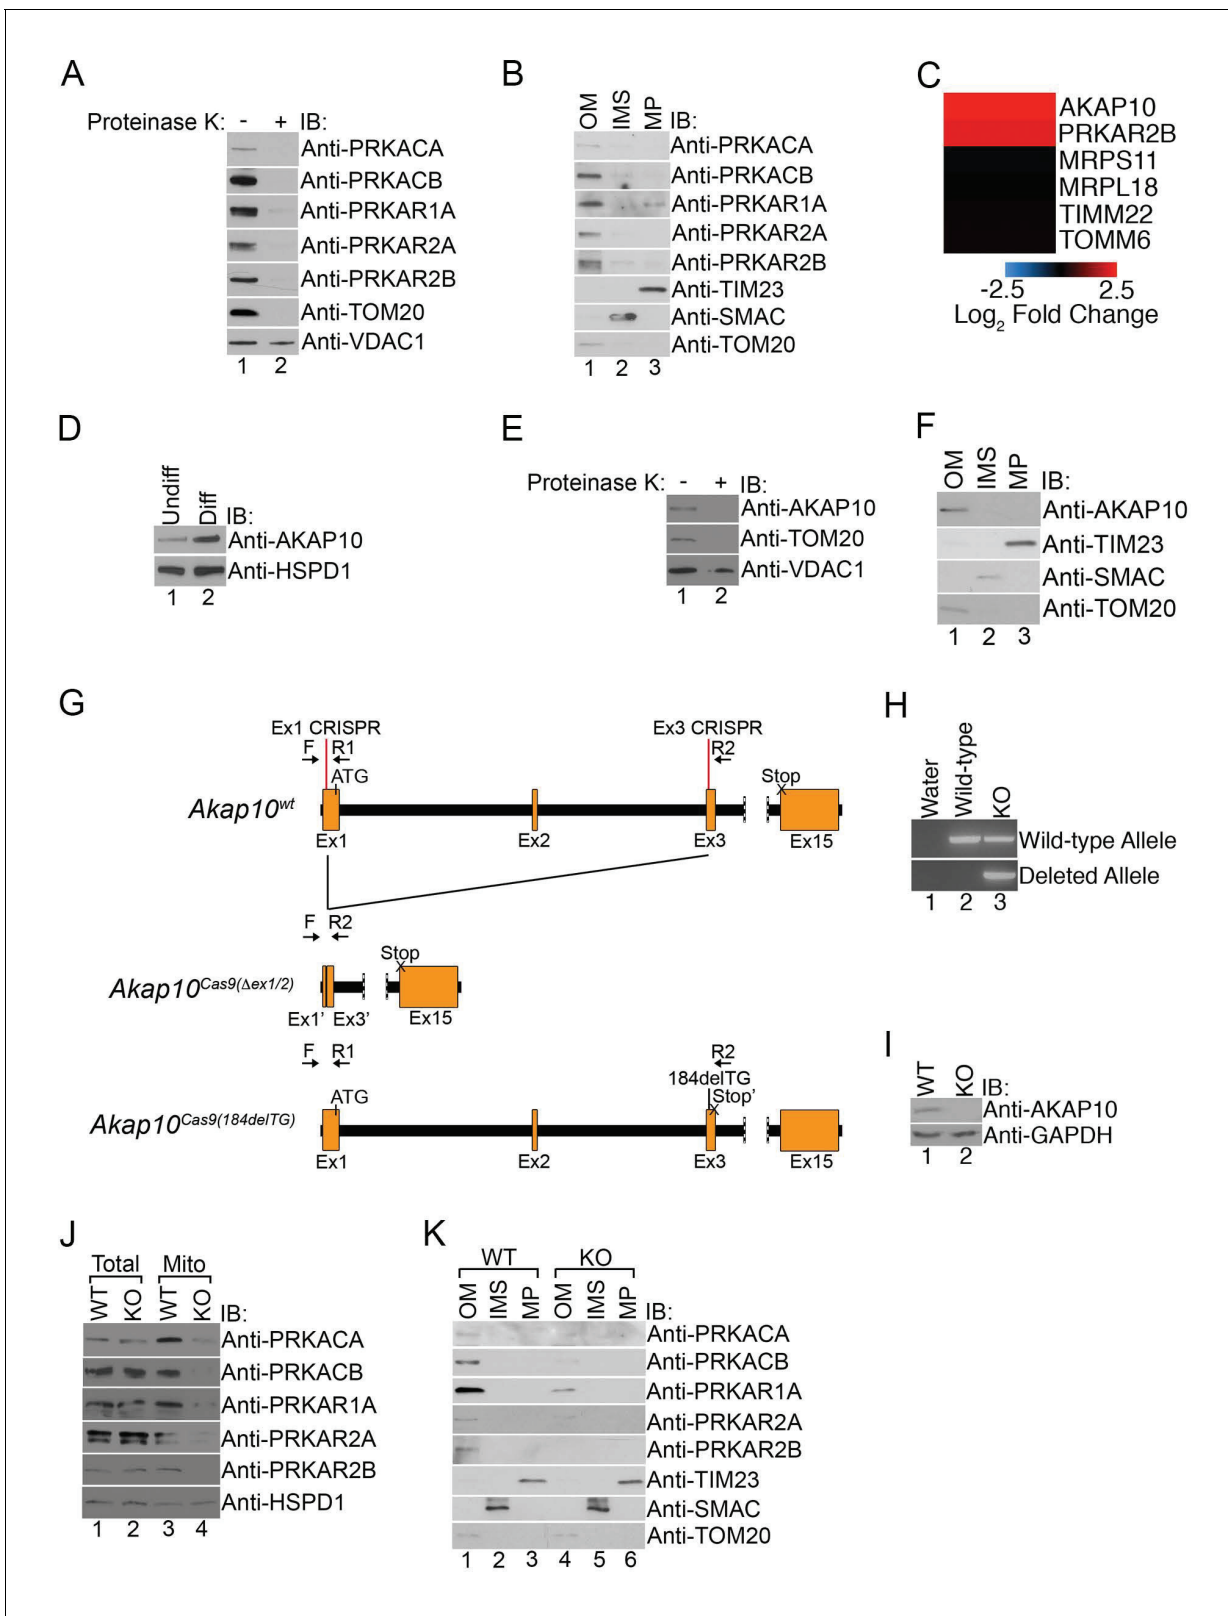 A
Proteinase K: - + IB:
Anti-PRKACA
Anti-PRKACB
Anti-PRKAR1A
Anti-PRKAR2A
Anti-PRKAR2B
Anti-TOM20
Anti-VDAC1
1 2
B
OM IMS MP IB:
Anti-PRKACA
Anti-PRKACB
Anti-PRKAR1A
Anti-PRKAR2A
Anti-PRKAR2B
Anti-TIM23
Anti-SMAC
Anti-TOM20
1 2 3
C
AKAP10
PRKAR2B
MRPS11
MRPL18
TIMM22
TOMM6
-2.5 2.5
Log2 Fold Change
D
Undiff Diff IB:
Anti-AKAP10
Anti-HSPD1
1 2
E
Proteinase K: - + IB:
Anti-AKAP10
Anti-TOM20
Anti-VDAC1
1 2
F
OM IMS MP IB:
Anti-AKAP10
Anti-TIM23
Anti-SMAC
Anti-TOM20
1 2 3
G
Ex1 CRISPR Ex3 CRISPR
F R1 R2
ATG Stop
Akap10wt
Ex1 Ex2 Ex3 Ex15
F R2
Stop
Akap10Cas9(Δex1/2)
Ex1' Ex3' Ex15
F R1 R2
184delTG
ATG Stop'
Akap10Cas9(184delTG)
Ex1 Ex2 Ex3 Ex15
H
Water Wild-type KO
Wild-type Allele
Deleted Allele
1 2 3
I
WT KO IB:
Anti-AKAP10
Anti-GAPDH
1 2
J
Total Mito
WT KO WT KO IB:
Anti-PRKACA
Anti-PRKACB
Anti-PRKAR1A
Anti-PRKAR2A
Anti-PRKAR2B
Anti-HSPD1
1 2 3 4
K
WT KO
OM IMS MP OM IMS MP IB:
Anti-PRKACA
Anti-PRKACB
Anti-PRKAR1A
Anti-PRKAR2A
Anti-PRKAR2B
Anti-TIM23
Anti-SMAC
Anti-TOM20
1 2 3 4 5 6